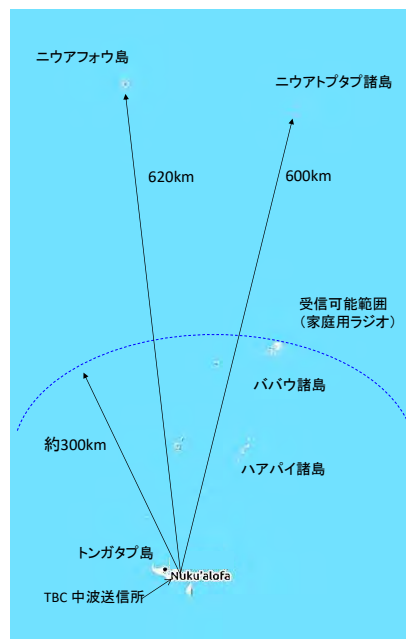 ニウアフォウ島
ニウアトプタプ諸島
620km
600km
受信可能範囲
（家庭用ラジオ）
ババウ諸島
約300km
ハアパイ諸島
トンガタプ島
Nuku'alofa
TBC 中波送信所